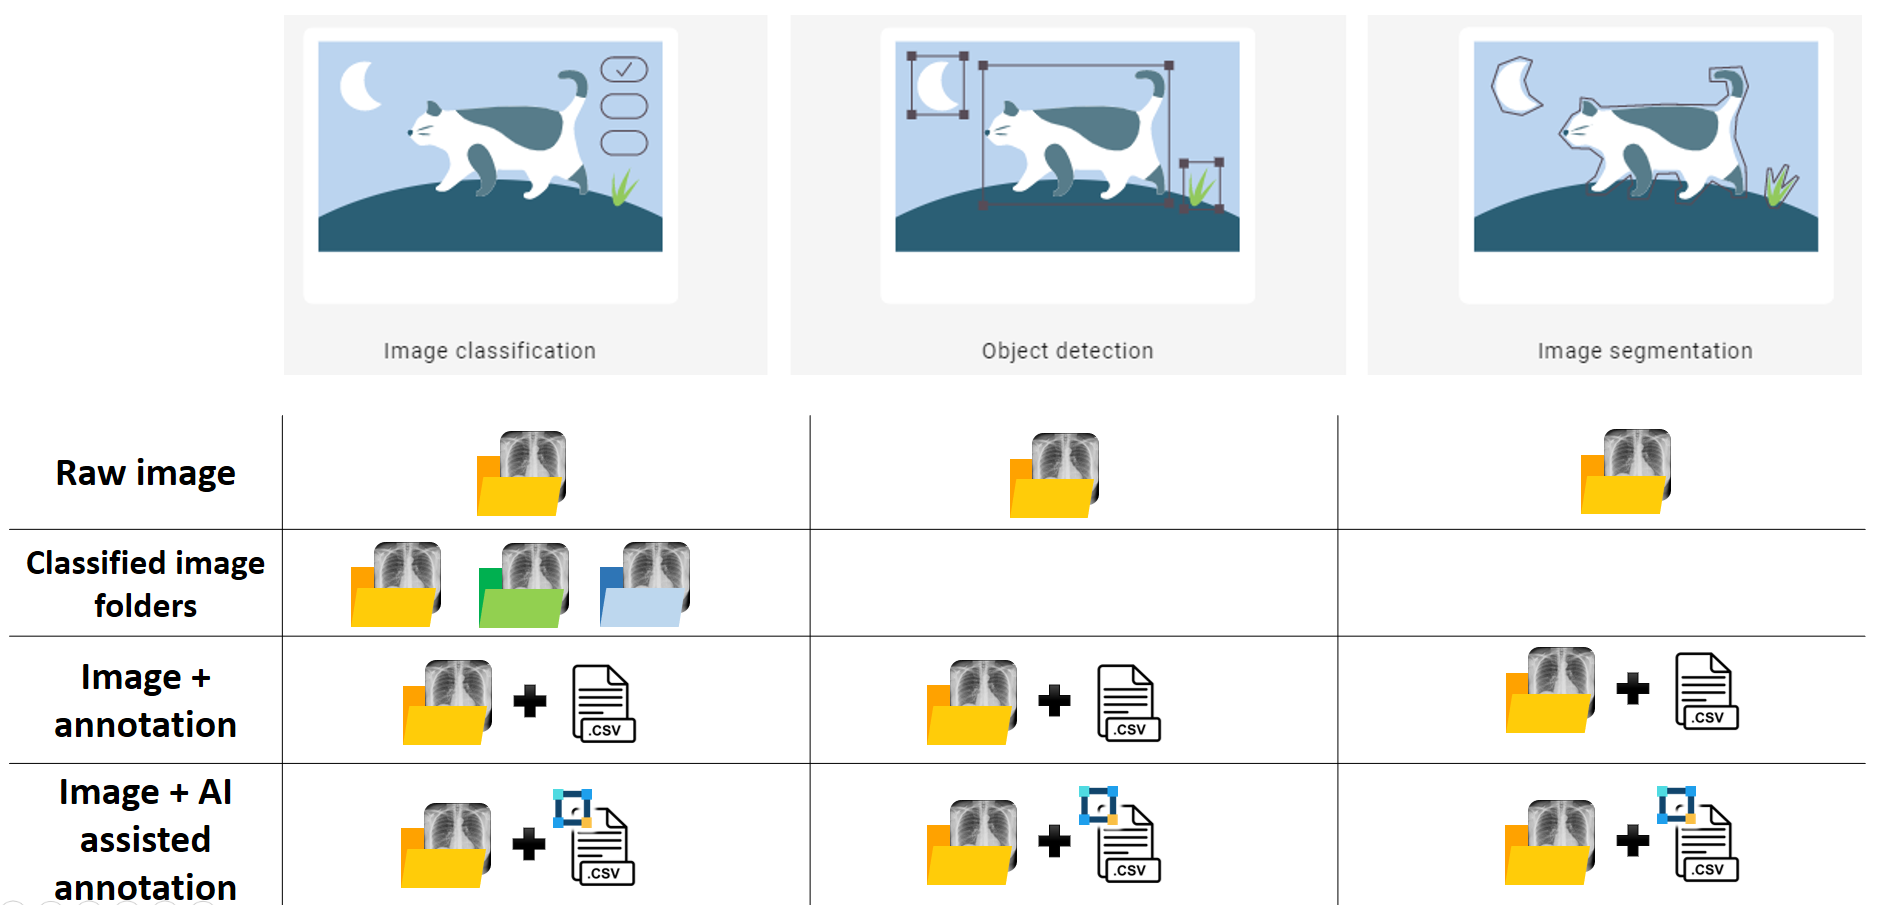 Image classification
Object detection
Image segmentation
Raw image
Classified image
folders
Image +
annotation
.CSV
.CSV
.CSV
Image + AI
assisted
annotation
.CSV
.CSV
.CSV